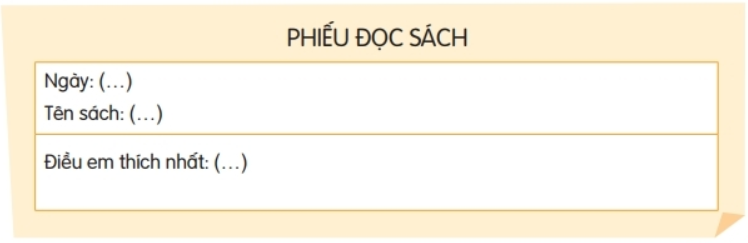 PHIẾU ĐỌC SÁCH
Ngày: (...)
Tên sách: (...)
Điều em thích nhất: (...)